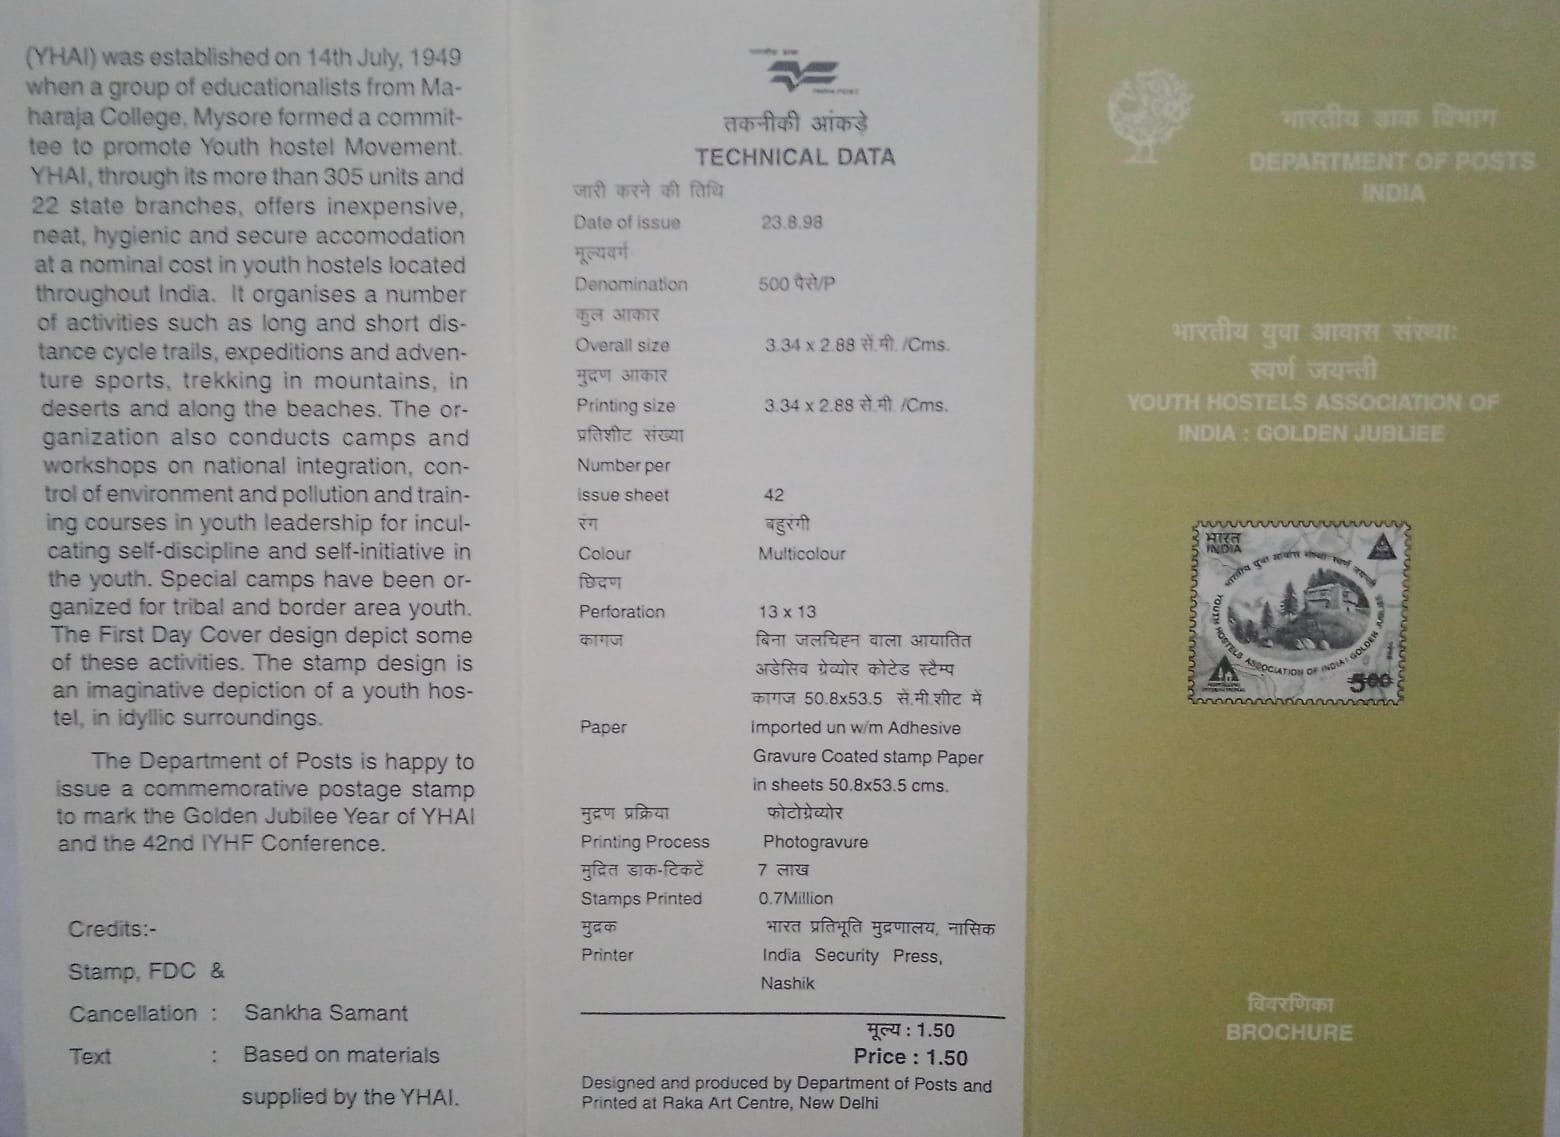 (YHAI) was established on 14th July, 1949
when a group of educationalists from Ma-
haraja College, Mysore formed a commit-
tee to promote Youth hostel Movement.
YHAI, through its more than 305 units and
22 state branches, offers inexpensive,
neat, hygienic and secure accomodation
at a nominal cost in youth hostels located
throughout India. It organises a number
of activities such as long and short dis-
tance cycle trails, expeditions and adven-
ture sports, trekking in mountains, in
deserts and along the beaches. The or-
ganization also conducts camps and
workshops on national integration, con-
trol of environment and pollution and train-
ing courses in youth leadership for incul-
cating self-discipline and self-initiative in
the youth. Special camps have been or-
ganized for tribal and border area youth.
The First Day Cover design depict some
of these activities. The stamp design is
an imaginative depiction of a youth hos-
tel, in idyllic surroundings.
The Department of Posts is happy to
issue a commemorative postage stamp
to mark the Golden Jubilee Year of YHAI
and the 42nd IYHF Conference.
Credits:-
Stamp, FDC &
Cancellation : Sankha Samant
Text : Based on materials
supplied by the YHAI.
तकनीकी आंकड़े
TECHNICAL DATA
जारी करने की तिथि
Date of issue 23.8.98
मूल्यवर्ग
Denomination 500 पैसे/P
कुल आकार
Overall size 3.34 x 2.88 सें.मी. /Cms.
मुद्रण आकार
Printing size 3.34 x 2.88 सें.मी. /Cms.
प्रतिशीट संख्या
Number per
issue sheet 42
रंग बहुरंगी
Colour Multicolour
छिद्रण
Perforation 13 x 13
कागज बिना जलचिह्न वाला आयातित
अडेसिव ग्रेव्योर कोटेड स्टैम्प
कागज 50.8x53.5 सें.मी.शीट में
Paper Imported un w/m Adhesive
Gravure Coated stamp Paper
in sheets 50.8x53.5 cms.
मुद्रण प्रक्रिया फोटोग्रेव्योर
Printing Process Photogravure
मुद्रित डाक-टिकटें 7 लाख
Stamps Printed 0.7Million
मुद्रक भारत प्रतिभूति मुद्रणालय, नासिक
Printer India Security Press,
Nashik
मूल्य : 1.50
Price : 1.50
Designed and produced by Department of Posts and
Printed at Raka Art Centre, New Delhi
भारतीय डाक विभाग
DEPARTMENT OF POSTS
INDIA
भारतीय युवा आवास संस्था:
स्वर्ण जयन्ती
YOUTH HOSTELS ASSOCIATION OF
INDIA : GOLDEN JUBLIEE
भारत
INDIA
भारतीय युवा आवास संस्था-स्वर्ण जयन्ती
YOUTH HOSTELS ASSOCIATION OF INDIA: GOLDEN JUBILEE
500
विवरणिका
BROCHURE